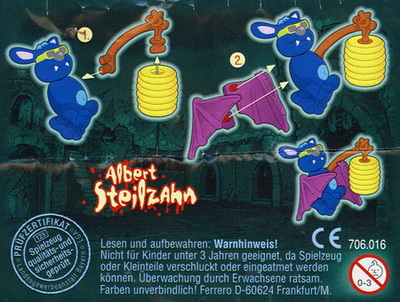 1.
2.
Albert
Steilzahn
PRÜFZERTIFIKAT
Spielzeug
qualitäts- und
sicherheits-
geprüft
Landesgewerbeanstalt Bayern
CE 706.016
Lesen und aufbewahren: Warnhinweis!
Nicht für Kinder unter 3 Jahren geeignet, da Spielzeug
oder Kleinteile verschluckt oder eingeatmet werden
können. Überwachung durch Erwachsene ratsam.
Farben unverbindlich! Ferrero D-60624 Frankfurt/M.
0-3